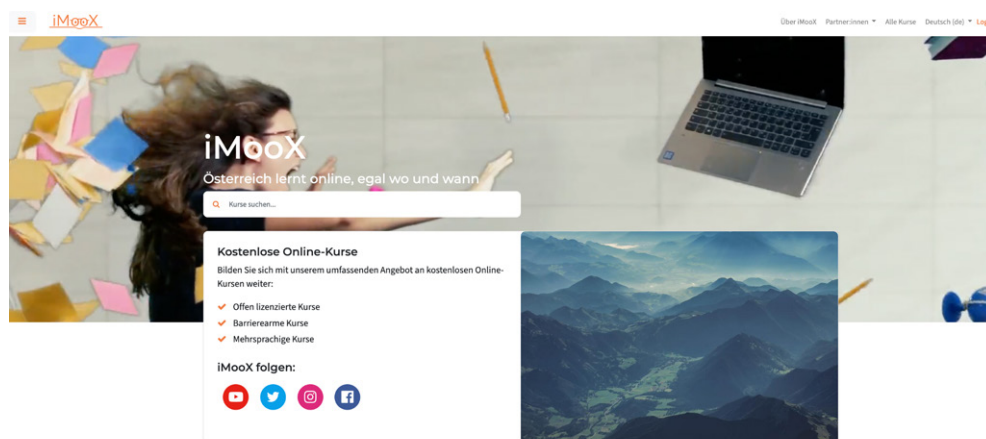 iMooX
Über iMooX Partner:innen Alle Kurse Deutsch (de)
iMooX
Österreich lernt online, egal wo und wann
Kurse suchen...
Kostenlose Online-Kurse
Bilden Sie sich mit unserem umfassenden Angebot an kostenlosen Online-
Kursen weiter:
Offen lizenzierte Kurse
Barrierearme Kurse
Mehrsprachige Kurse
iMooX folgen: